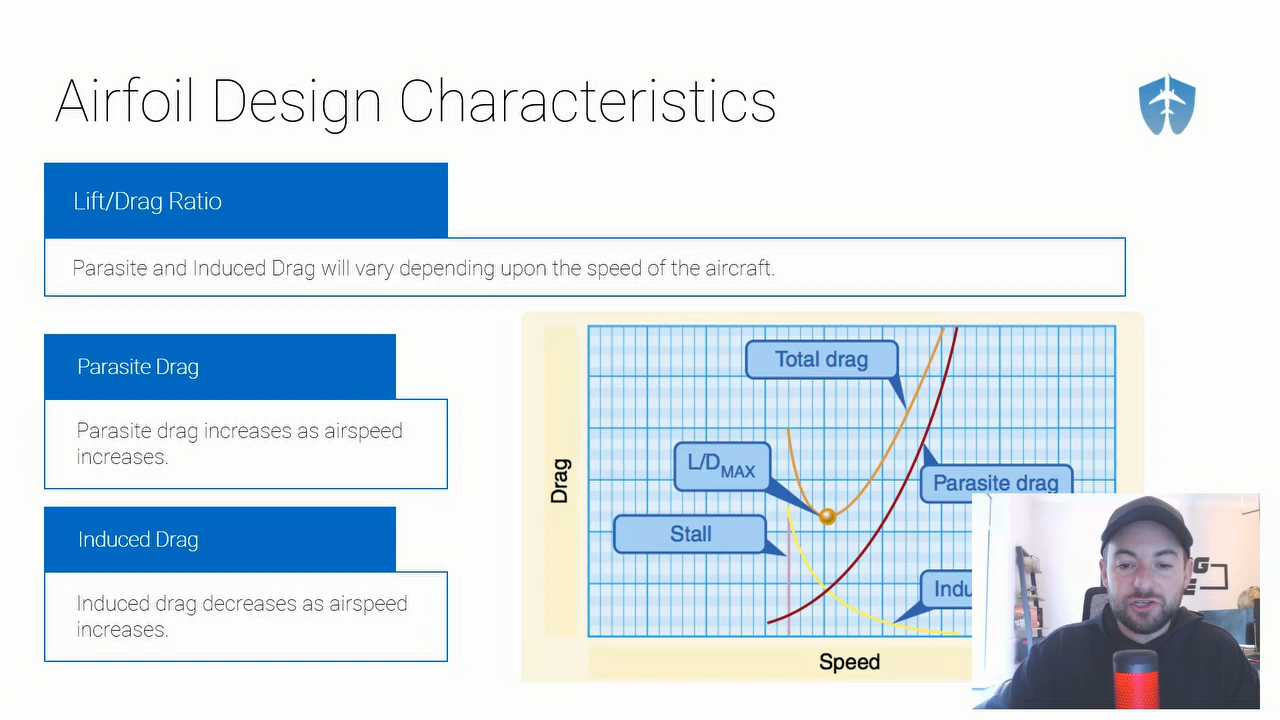 Airfoil Design Characteristics
Lift/Drag Ratio
Parasite and Induced Drag will vary depending upon the speed of the aircraft.
Parasite Drag
Parasite drag increases as airspeed
increases.
Induced Drag
Induced drag decreases as airspeed
increases.
Total drag
L/DMAX
Parasite drag
Stall
Indu
Drag
Speed